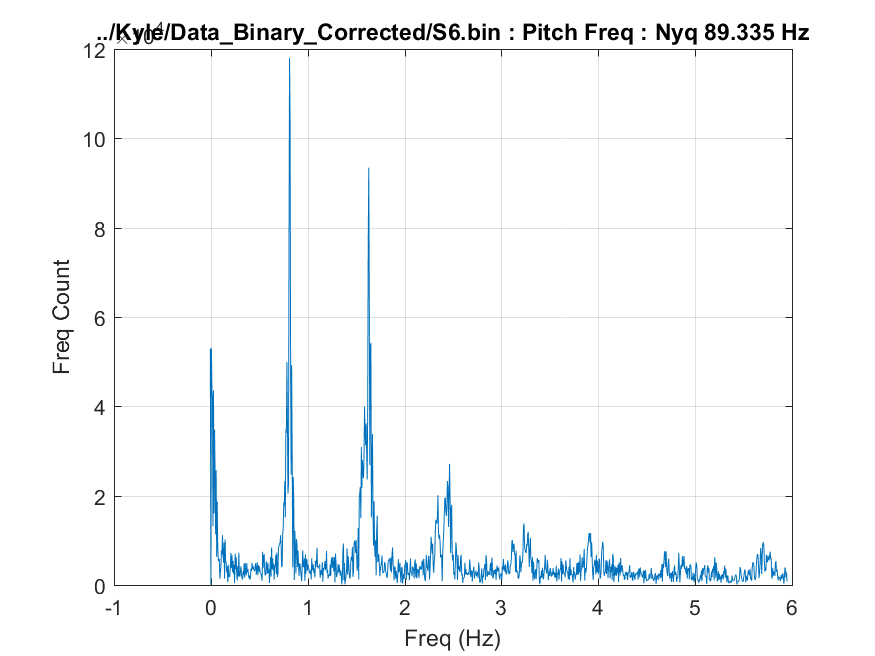 ../Kyle/Data_Binary_Corrected/S6.bin : Pitch Freq : Nyq 89.335 Hz
×10⁴
12
10
8
6
4
2
0
Freq Count
-1 0 1 2 3 4 5 6
Freq (Hz)